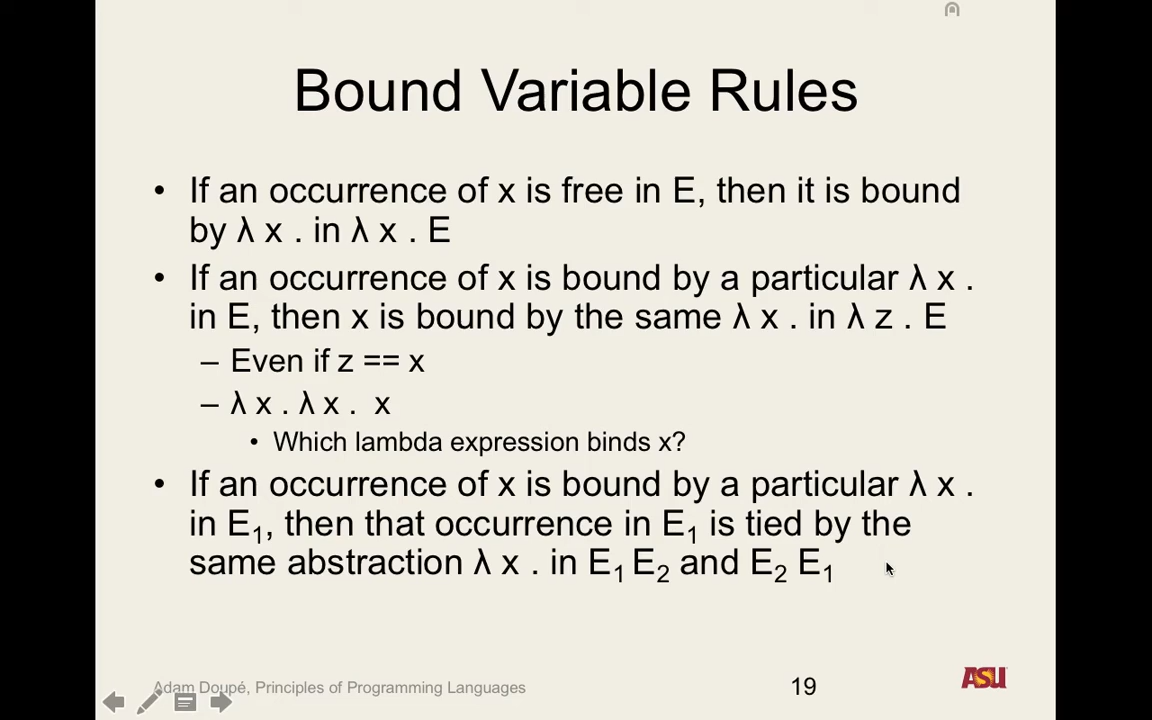 Bound Variable Rules
• If an occurrence of x is free in E, then it is bound
by λ x . in λ x . E
• If an occurrence of x is bound by a particular λ x .
in E, then x is bound by the same λ x . in λ z . E
– Even if z == x
– λ x . λ x . x
• Which lambda expression binds x?
• If an occurrence of x is bound by a particular λ x .
in E₁, then that occurrence in E₁ is tied by the
same abstraction λ x . in E₁ E₂ and E₂ E₁
Adam Doupé, Principles of Programming Languages
19
ASU